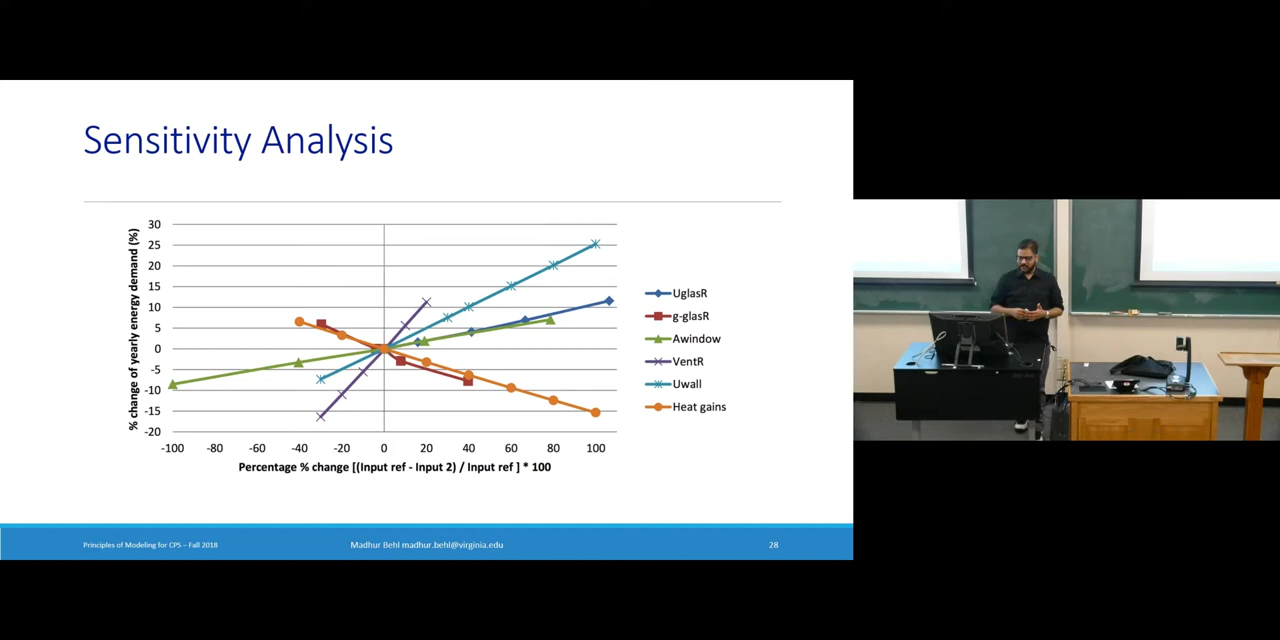 Sensitivity Analysis
% change of yearly energy demand (%)
30
25
20
15
10
5
0
-5
-10
-15
-20
-100 -80 -60 -40 -20 0 20 40 60 80 100
Percentage % change [(Input ref - Input 2) / Input ref ] * 100
UglasR
g-glasR
Awindow
VentR
Uwall
Heat gains
Principles of Modeling for CPS – Fall 2018 Madhur Behl madhur.behl@virginia.edu 28